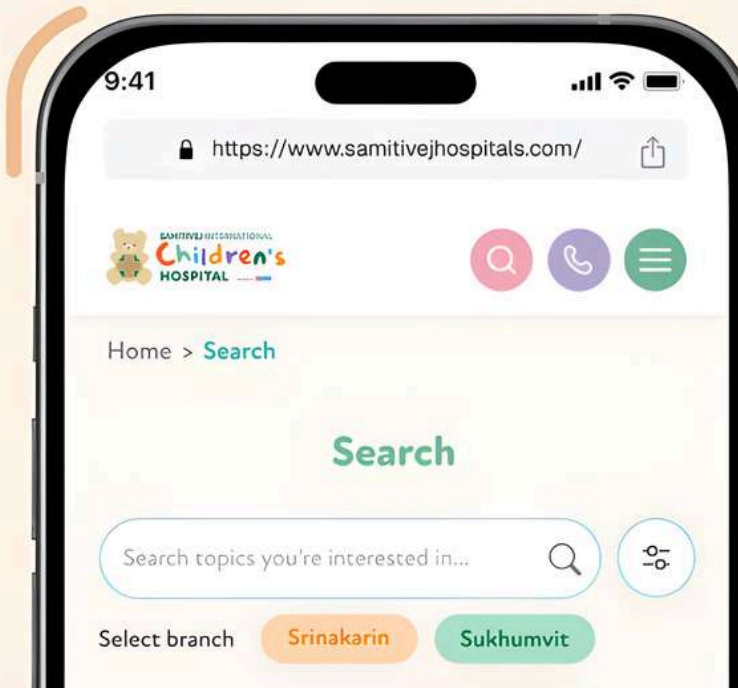 9:41
https://www.samitivejhospitals.com/
SAMITIVEJ INTERNATIONAL
Children's
HOSPITAL
Home > Search
Search
Search topics you're interested in...
Select branch Srinakarin Sukhumvit